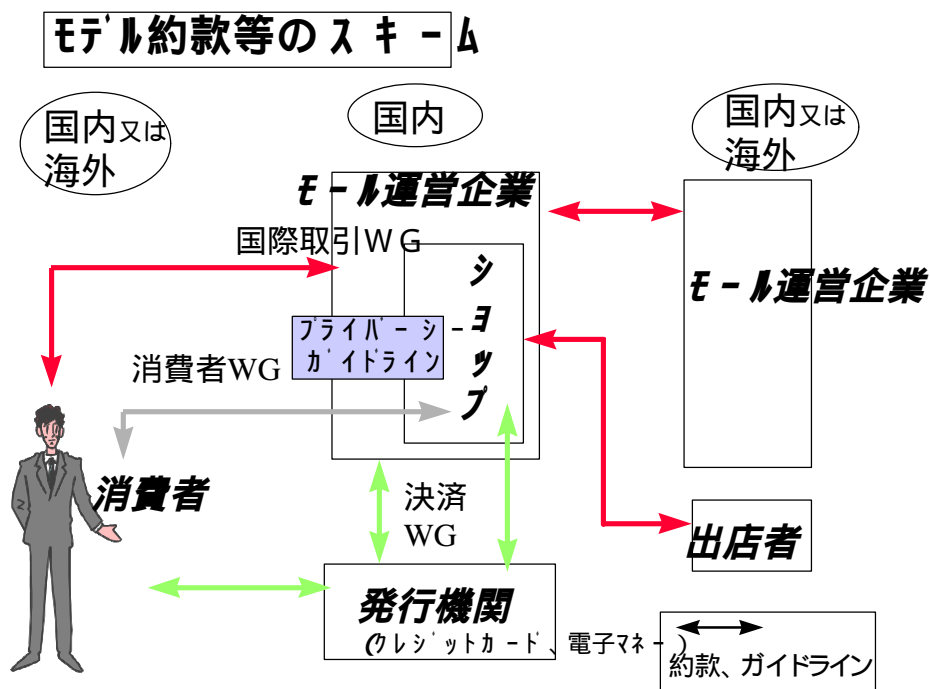 モデル約款等のスキーム
国内又は
海外
国内
国内又は
海外
モール運営企業
国際取引WG
ショップ
モール運営企業
プライバーシー
ガイドライン
消費者WG
消費者
決済
WG
出店者
発行機関
(クレジットカード、電子マネー)
約款、ガイドライン